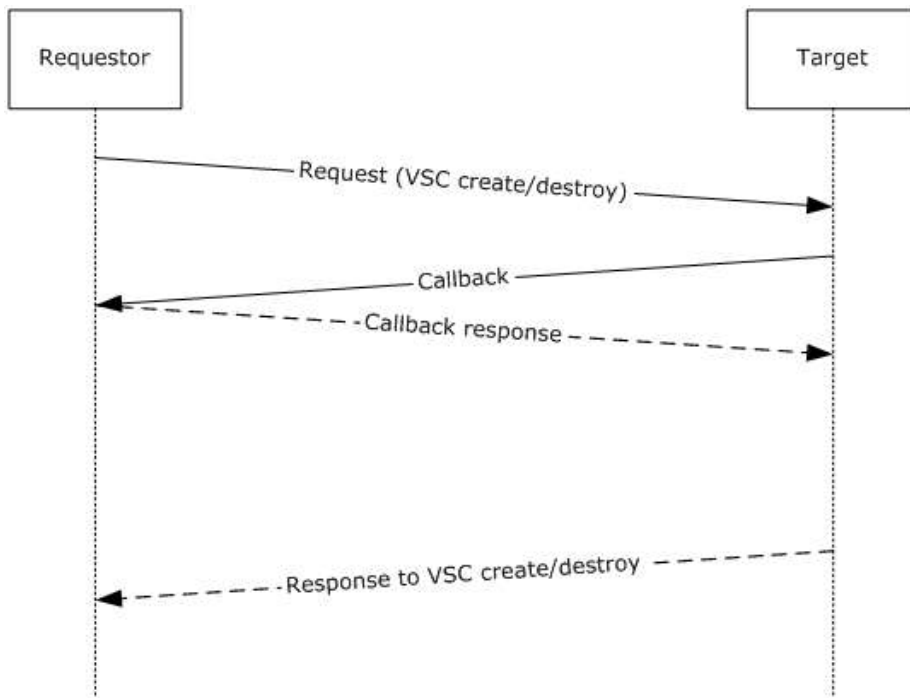 Requestor
Target
Request (VSC create/destroy)
Callback
Callback response
Response to VSC create/destroy